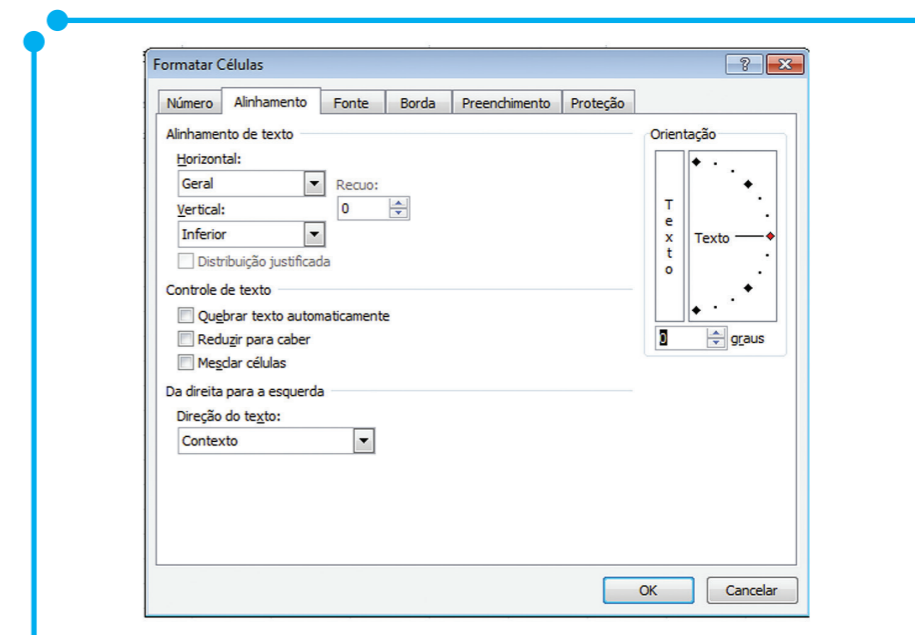 Formatar Células
Número Alinhamento Fonte Borda Preenchimento Proteção
Alinhamento de texto
Horizontal:
Geral
Recuo:
0
Vertical:
Inferior
Distribuição justificada
Controle de texto
Quebrar texto automaticamente
Reduzir para caber
Mesclar células
Da direita para a esquerda
Direção do texto:
Contexto
Orientação
Texto
Texto
0 graus
OK Cancelar